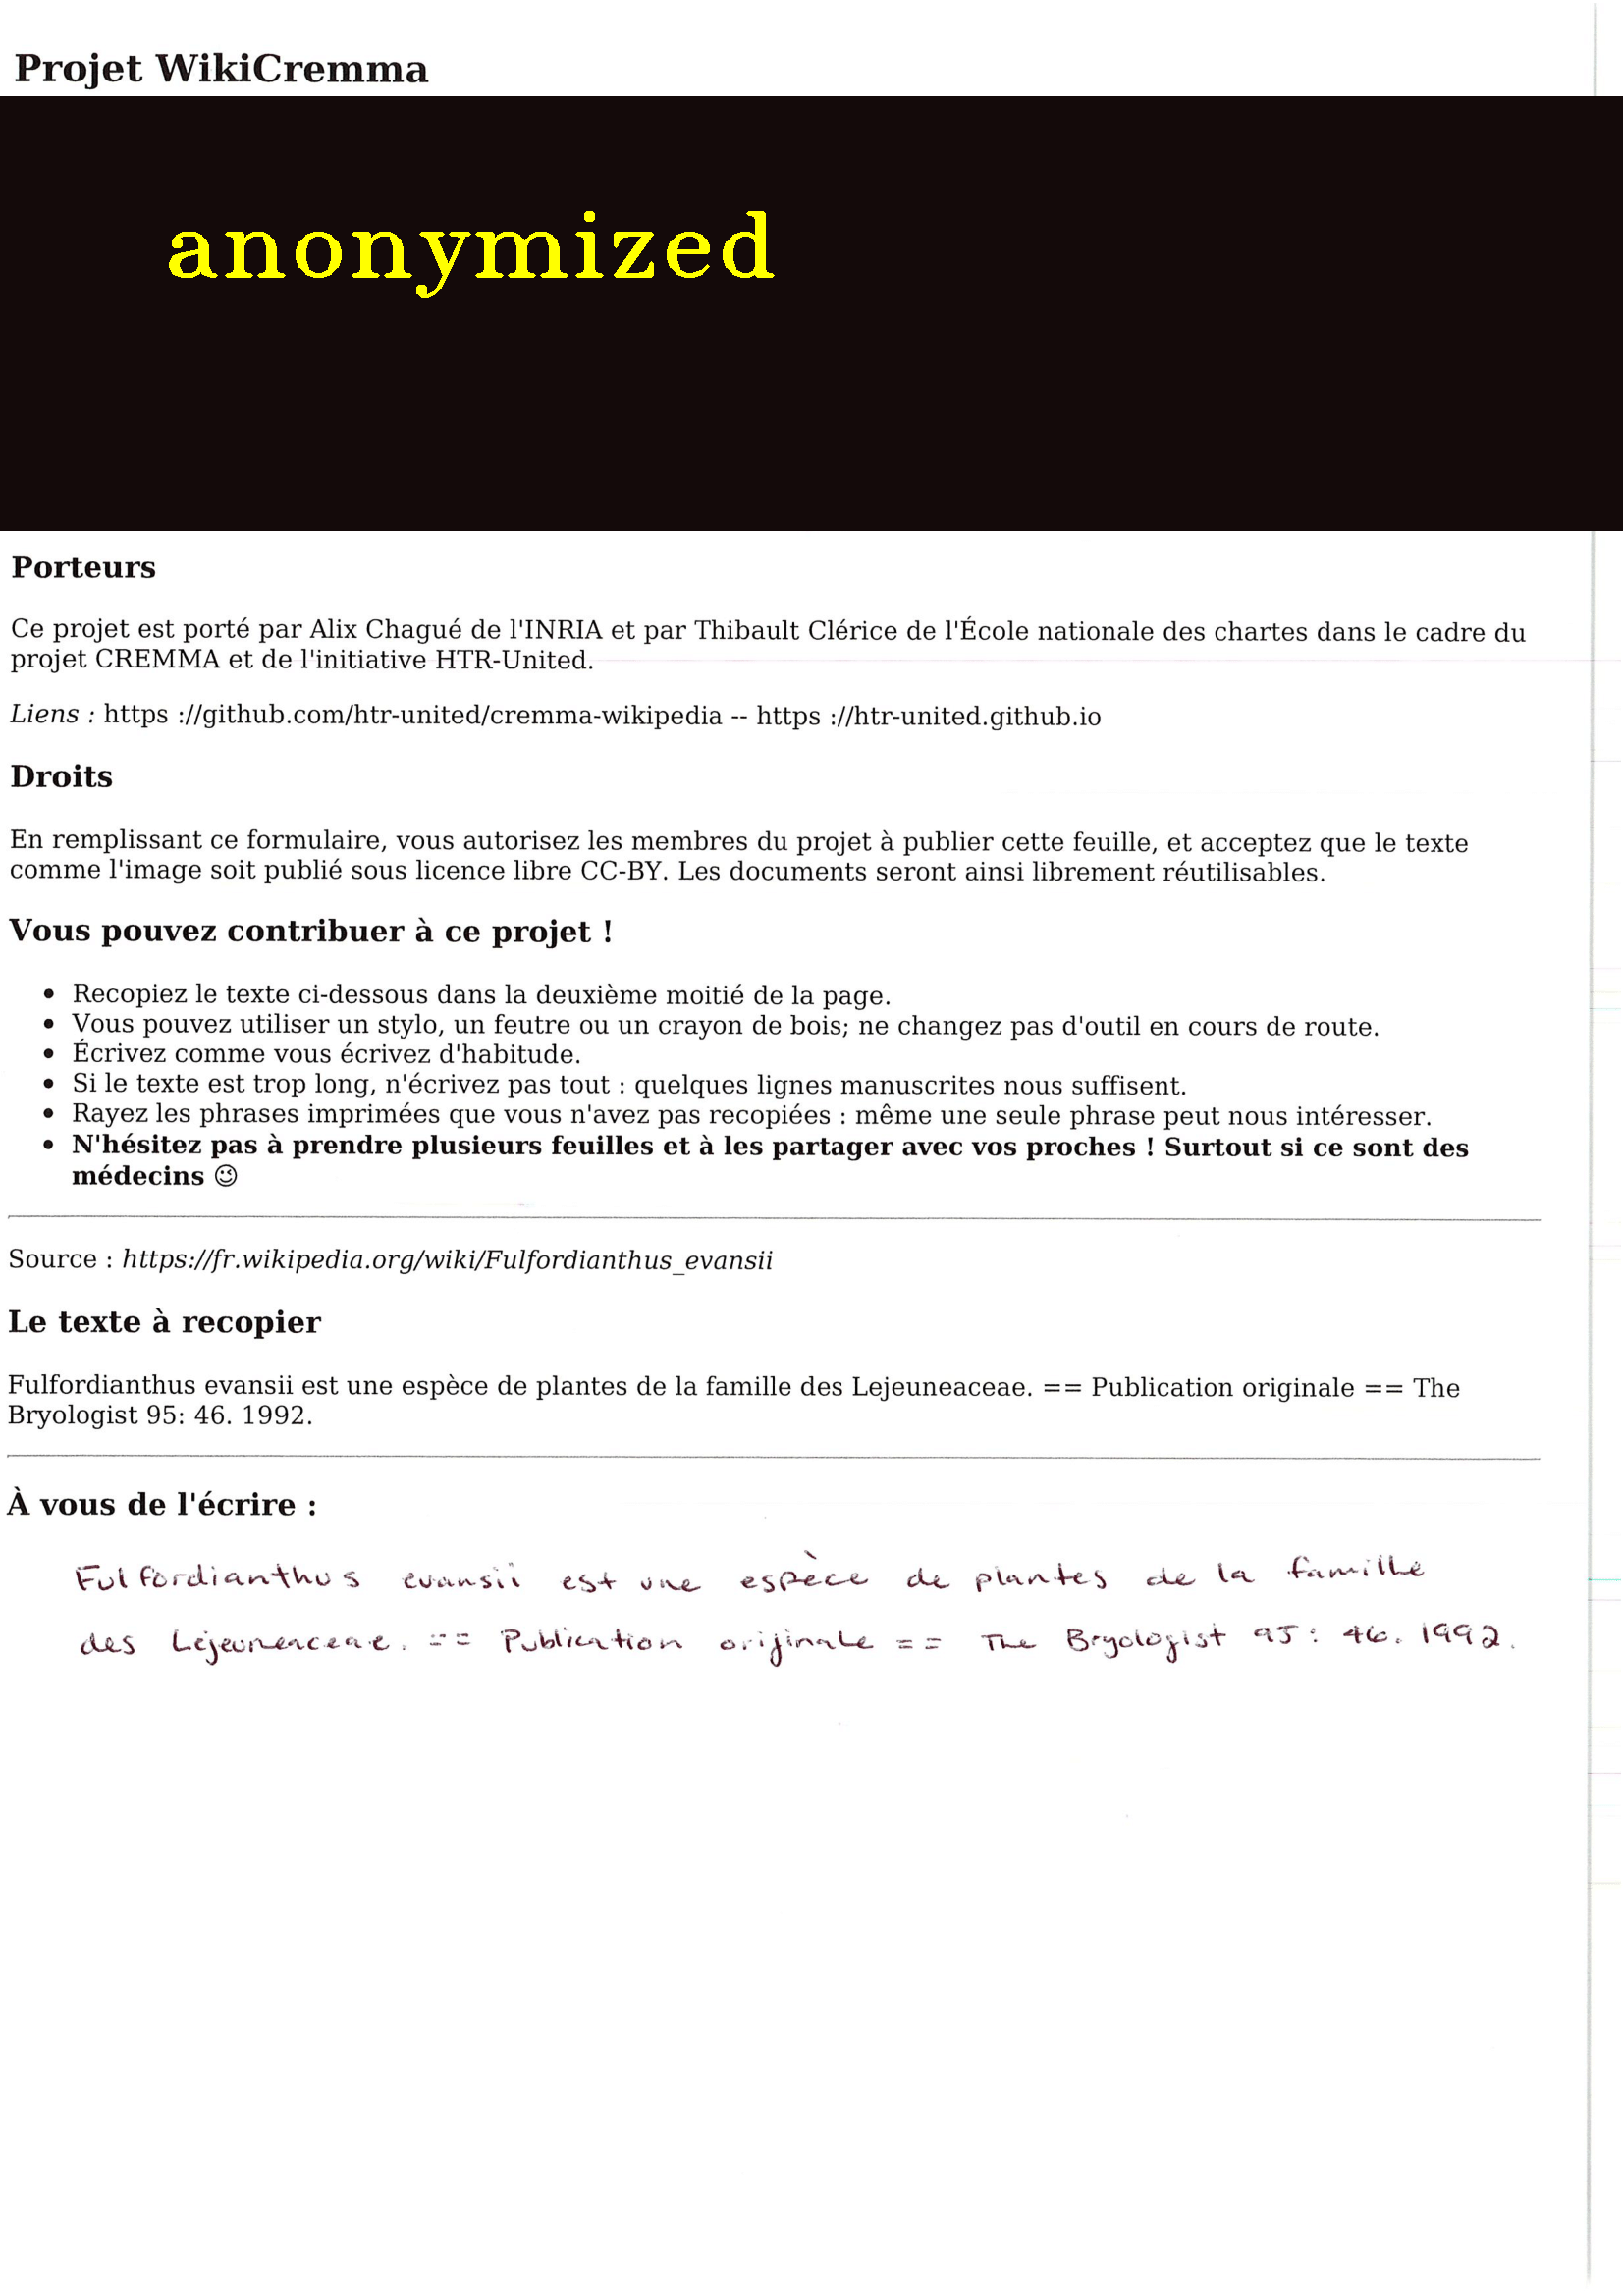 Projet WikiCremma
anonymized
Porteurs
Ce projet est porté par Alix Chagué de l'INRIA et par Thibault Clérice de l'École nationale des chartes dans le cadre du
projet CREMMA et de l'initiative HTR-United.
Liens : https ://github.com/htr-united/cremma-wikipedia -- https ://htr-united.github.io
Droits
En remplissant ce formulaire, vous autorisez les membres du projet à publier cette feuille, et acceptez que le texte
comme l'image soit publié sous licence libre CC-BY. Les documents seront ainsi librement réutilisables.
Vous pouvez contribuer à ce projet !
• Recopiez le texte ci-dessous dans la deuxième moitié de la page.
• Vous pouvez utiliser un stylo, un feutre ou un crayon de bois; ne changez pas d'outil en cours de route.
• Écrivez comme vous écrivez d'habitude.
• Si le texte est trop long, n'écrivez pas tout : quelques lignes manuscrites nous suffisent.
• Rayez les phrases imprimées que vous n'avez pas recopiées : même une seule phrase peut nous intéresser.
• N'hésitez pas à prendre plusieurs feuilles et à les partager avec vos proches ! Surtout si ce sont des
médecins 😉
Source : https://fr.wikipedia.org/wiki/Fulfordianthus_evansii
Le texte à recopier
Fulfordianthus evansii est une espèce de plantes de la famille des Lejeuneaceae. == Publication originale == The
Bryologist 95: 46. 1992.
À vous de l'écrire :
Fulfordianthus evansii est une espèce de plantes de la famille
des Lejeuneaceae. == Publication originale == The Bryologist 95: 46. 1992.